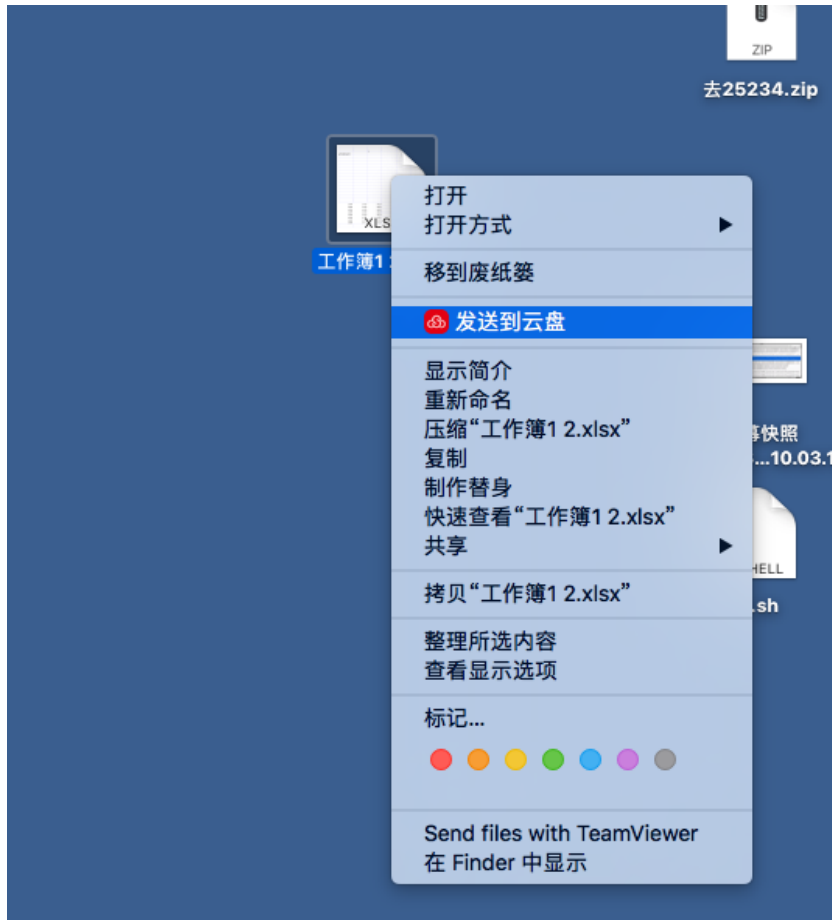 ZIP
去25234.zip
XLS
工作簿1
打开
打开方式
移到废纸篓
发送到云盘
显示简介
重新命名
压缩“工作簿1 2.xlsx”
复制
制作替身
快速查看“工作簿1 2.xlsx”
共享
拷贝“工作簿1 2.xlsx”
整理所选内容
查看显示选项
标记...
Send files with TeamViewer
在 Finder 中显示
快照
...10.03.1
HELL
.sh